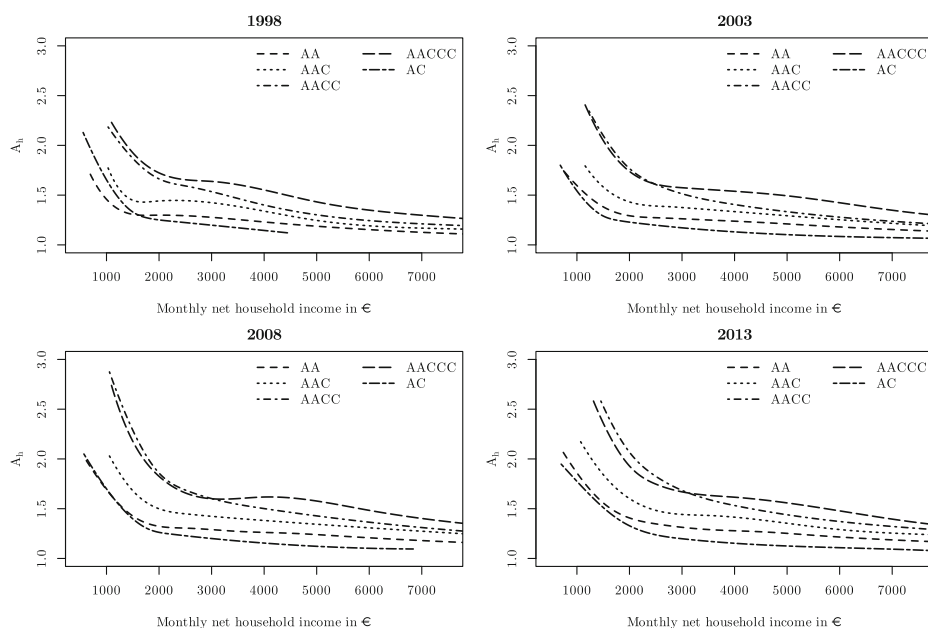 1998
3.0
2.5
2.0
1.5
1.0
A_h
AA
AAC
AACC
AACCC
AC
1000 2000 3000 4000 5000 6000 7000
Monthly net household income in €
2003
3.0
2.5
2.0
1.5
1.0
A_h
AA
AAC
AACC
AACCC
AC
1000 2000 3000 4000 5000 6000 7000
Monthly net household income in €
2008
3.0
2.5
2.0
1.5
1.0
A_h
AA
AAC
AACC
AACCC
AC
1000 2000 3000 4000 5000 6000 7000
Monthly net household income in €
2013
3.0
2.5
2.0
1.5
1.0
A_h
AA
AAC
AACC
AACCC
AC
1000 2000 3000 4000 5000 6000 7000
Monthly net household income in €